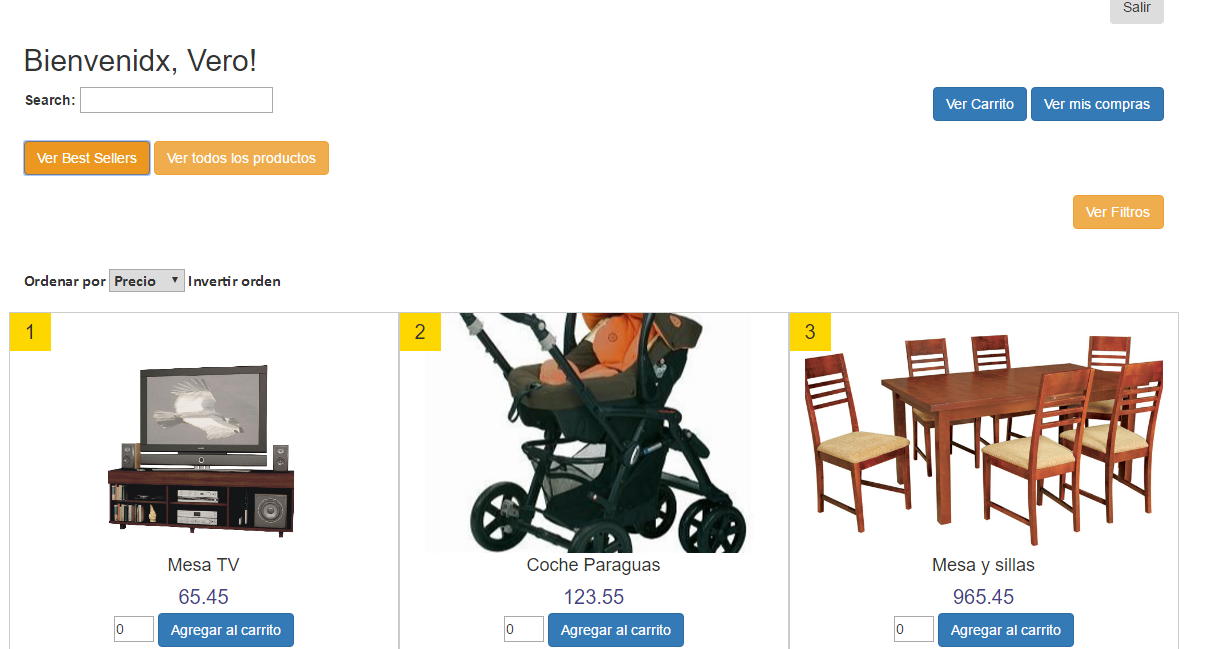 Salir
Bienvenidx, Vero!
Search:
Ver Carrito Ver mis compras
Ver Best Sellers Ver todos los productos
Ver Filtros
Ordenar por Precio Invertir orden
1 2 3
Mesa TV Coche Paraguas Mesa y sillas
65.45 123.55 965.45
0 Agregar al carrito 0 Agregar al carrito 0 Agregar al carrito